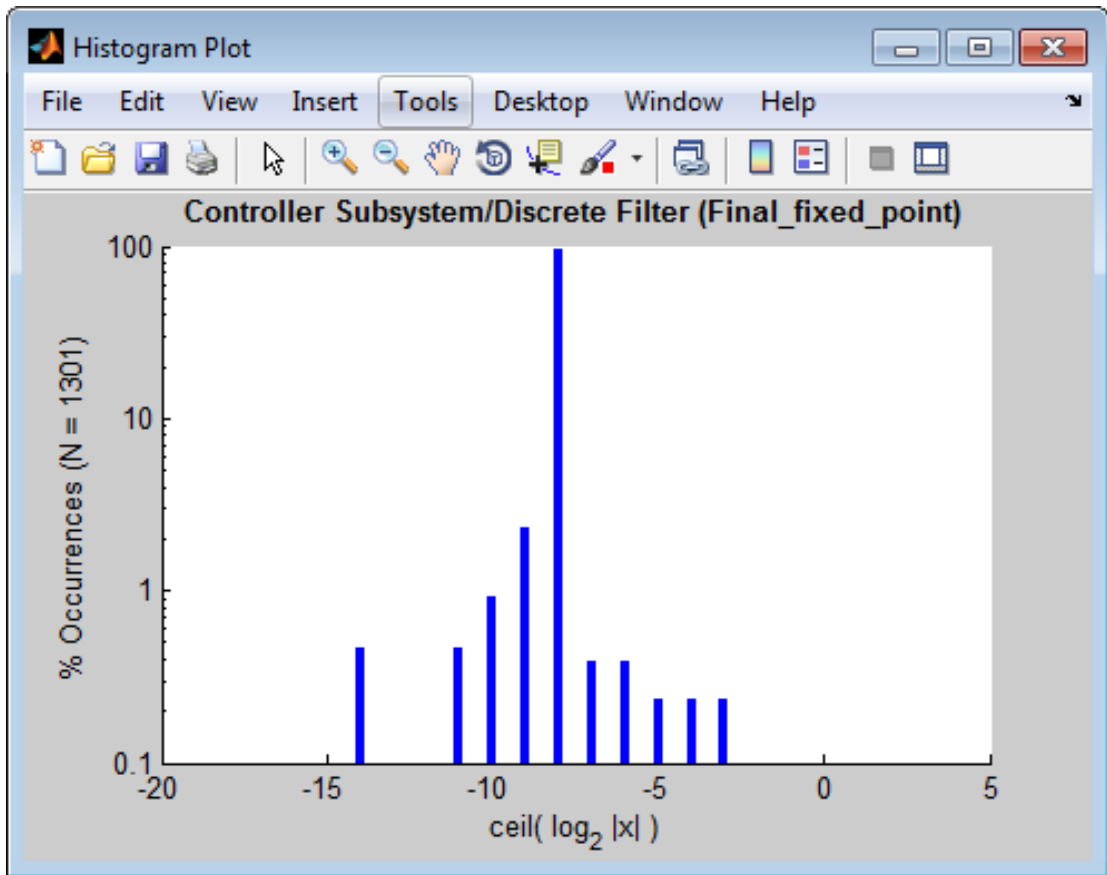 Histogram Plot
File Edit View Insert Tools Desktop Window Help
Controller Subsystem/Discrete Filter (Final_fixed_point)
100
10
1
0.1
% Occurrences (N = 1301)
-20 -15 -10 -5 0 5
ceil( log2 |x| )